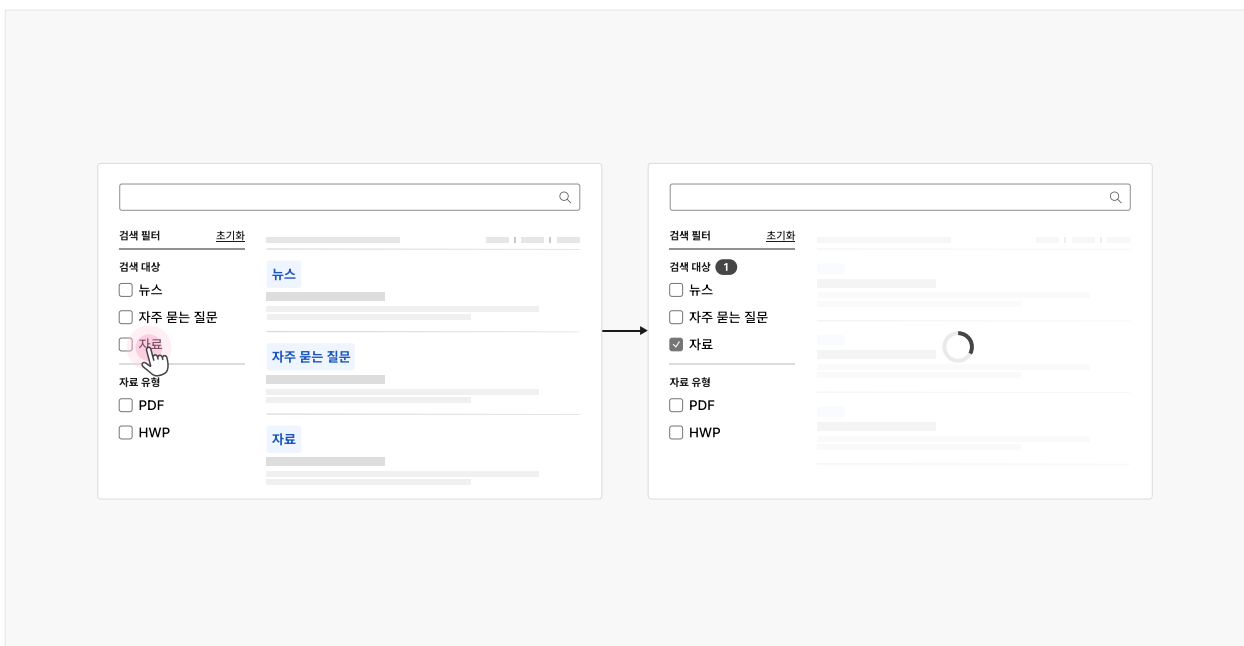 검색 필터 초기화
검색 대상
뉴스
자주 묻는 질문
자료
자료 유형
PDF
HWP
뉴스
자주 묻는 질문
자료
검색 필터 초기화
검색 대상 1
뉴스
자주 묻는 질문
자료
자료 유형
PDF
HWP